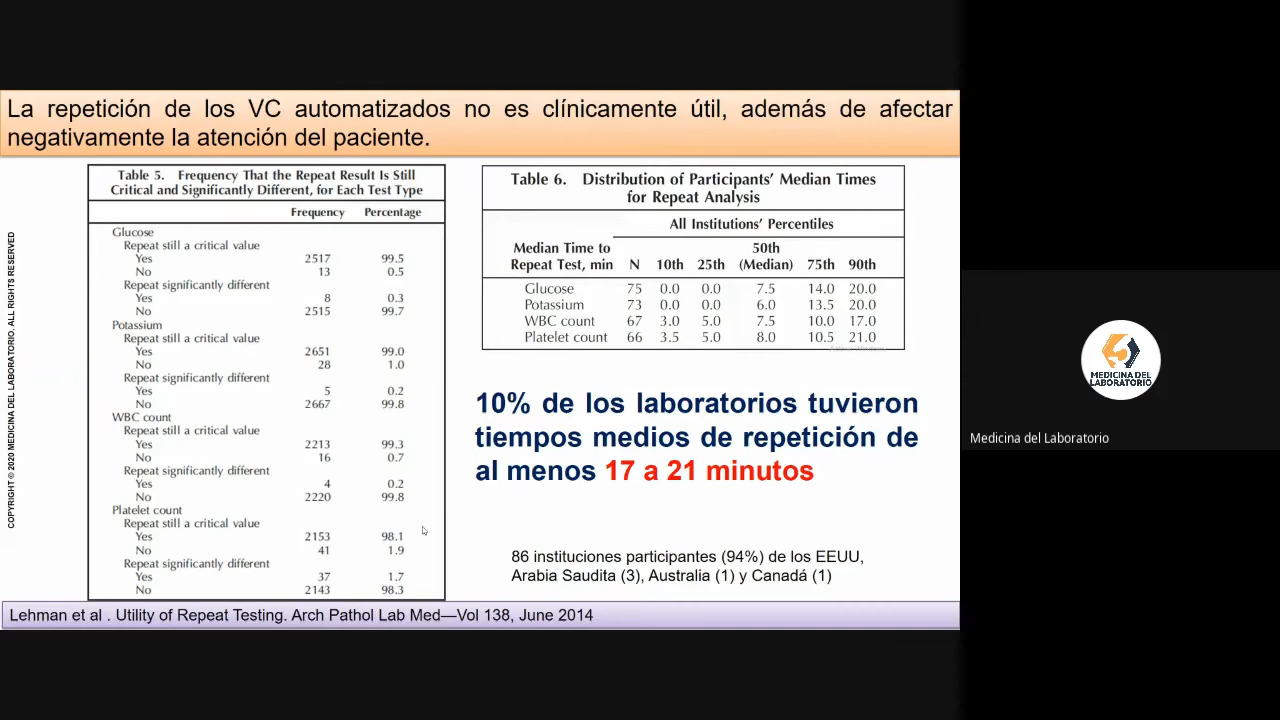 La repetición de los VC automatizados no es clínicamente útil, además de afectar
negativamente la atención del paciente.
COPYRIGHT © 2020 MEDICINA DEL LABORATORIO. ALL RIGHTS RESERVED
Table 5. Frequency That the Repeat Result Is Still
Critical and Significantly Different, for Each Test Type
Frequency Percentage
Glucose
Repeat still a critical value
Yes 2517 99.5
No 13 0.5
Repeat significantly different
Yes 8 0.3
No 2515 99.7
Potassium
Repeat still a critical value
Yes 2651 99.0
No 28 1.0
Repeat significantly different
Yes 5 0.2
No 2667 99.8
WBC count
Repeat still a critical value
Yes 2213 99.3
No 16 0.7
Repeat significantly different
Yes 4 0.2
No 2220 99.8
Platelet count
Repeat still a critical value
Yes 2153 98.1
No 41 1.9
Repeat significantly different
Yes 37 1.7
No 2143 98.3
Table 6. Distribution of Participants' Median Times
for Repeat Analysis
All Institutions' Percentiles
Median Time to 50th
Repeat Test, min N 10th 25th (Median) 75th 90th
Glucose 75 0.0 0.0 7.5 14.0 20.0
Potassium 73 0.0 0.0 6.0 13.5 20.0
WBC count 67 3.0 5.0 7.5 10.0 17.0
Platelet count 66 3.5 5.0 8.0 10.5 21.0
10% de los laboratorios tuvieron
tiempos medios de repetición de
al menos 17 a 21 minutos
86 instituciones participantes (94%) de los EEUU,
Arabia Saudita (3), Australia (1) y Canadá (1)
Lehman et al . Utility of Repeat Testing. Arch Pathol Lab Med—Vol 138, June 2014
MEDICINA DEL
LABORATORIO
Medicina del Laboratorio